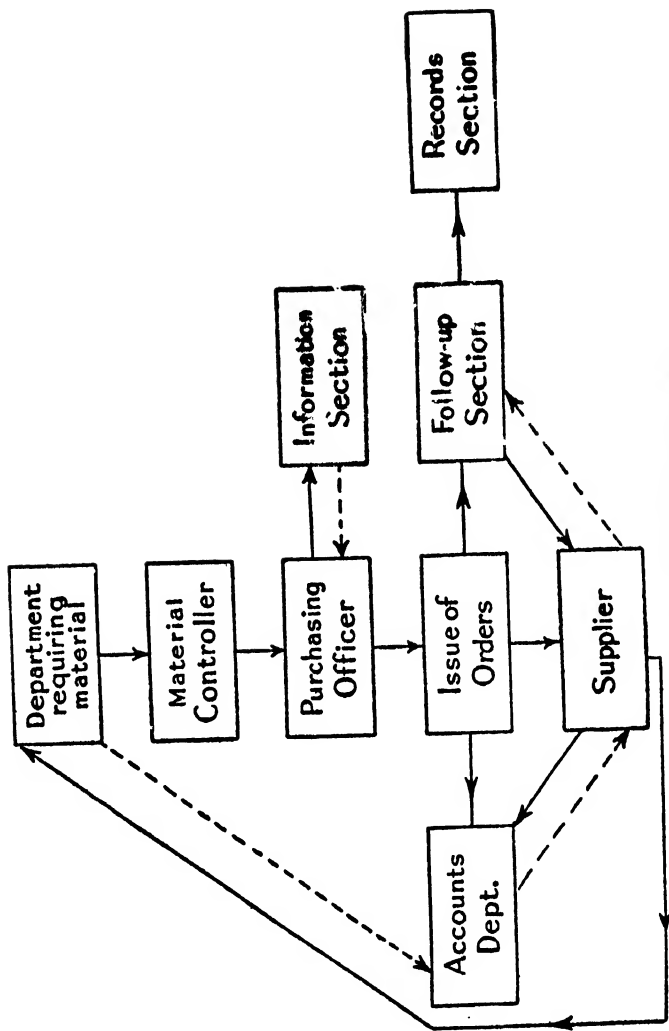 Department
requiring
material
Material
Controller
Purchasing
Officer
Information
Section
Issue of
Orders
Follow-up
Section
Records
Section
Accounts
Dept.
Supplier